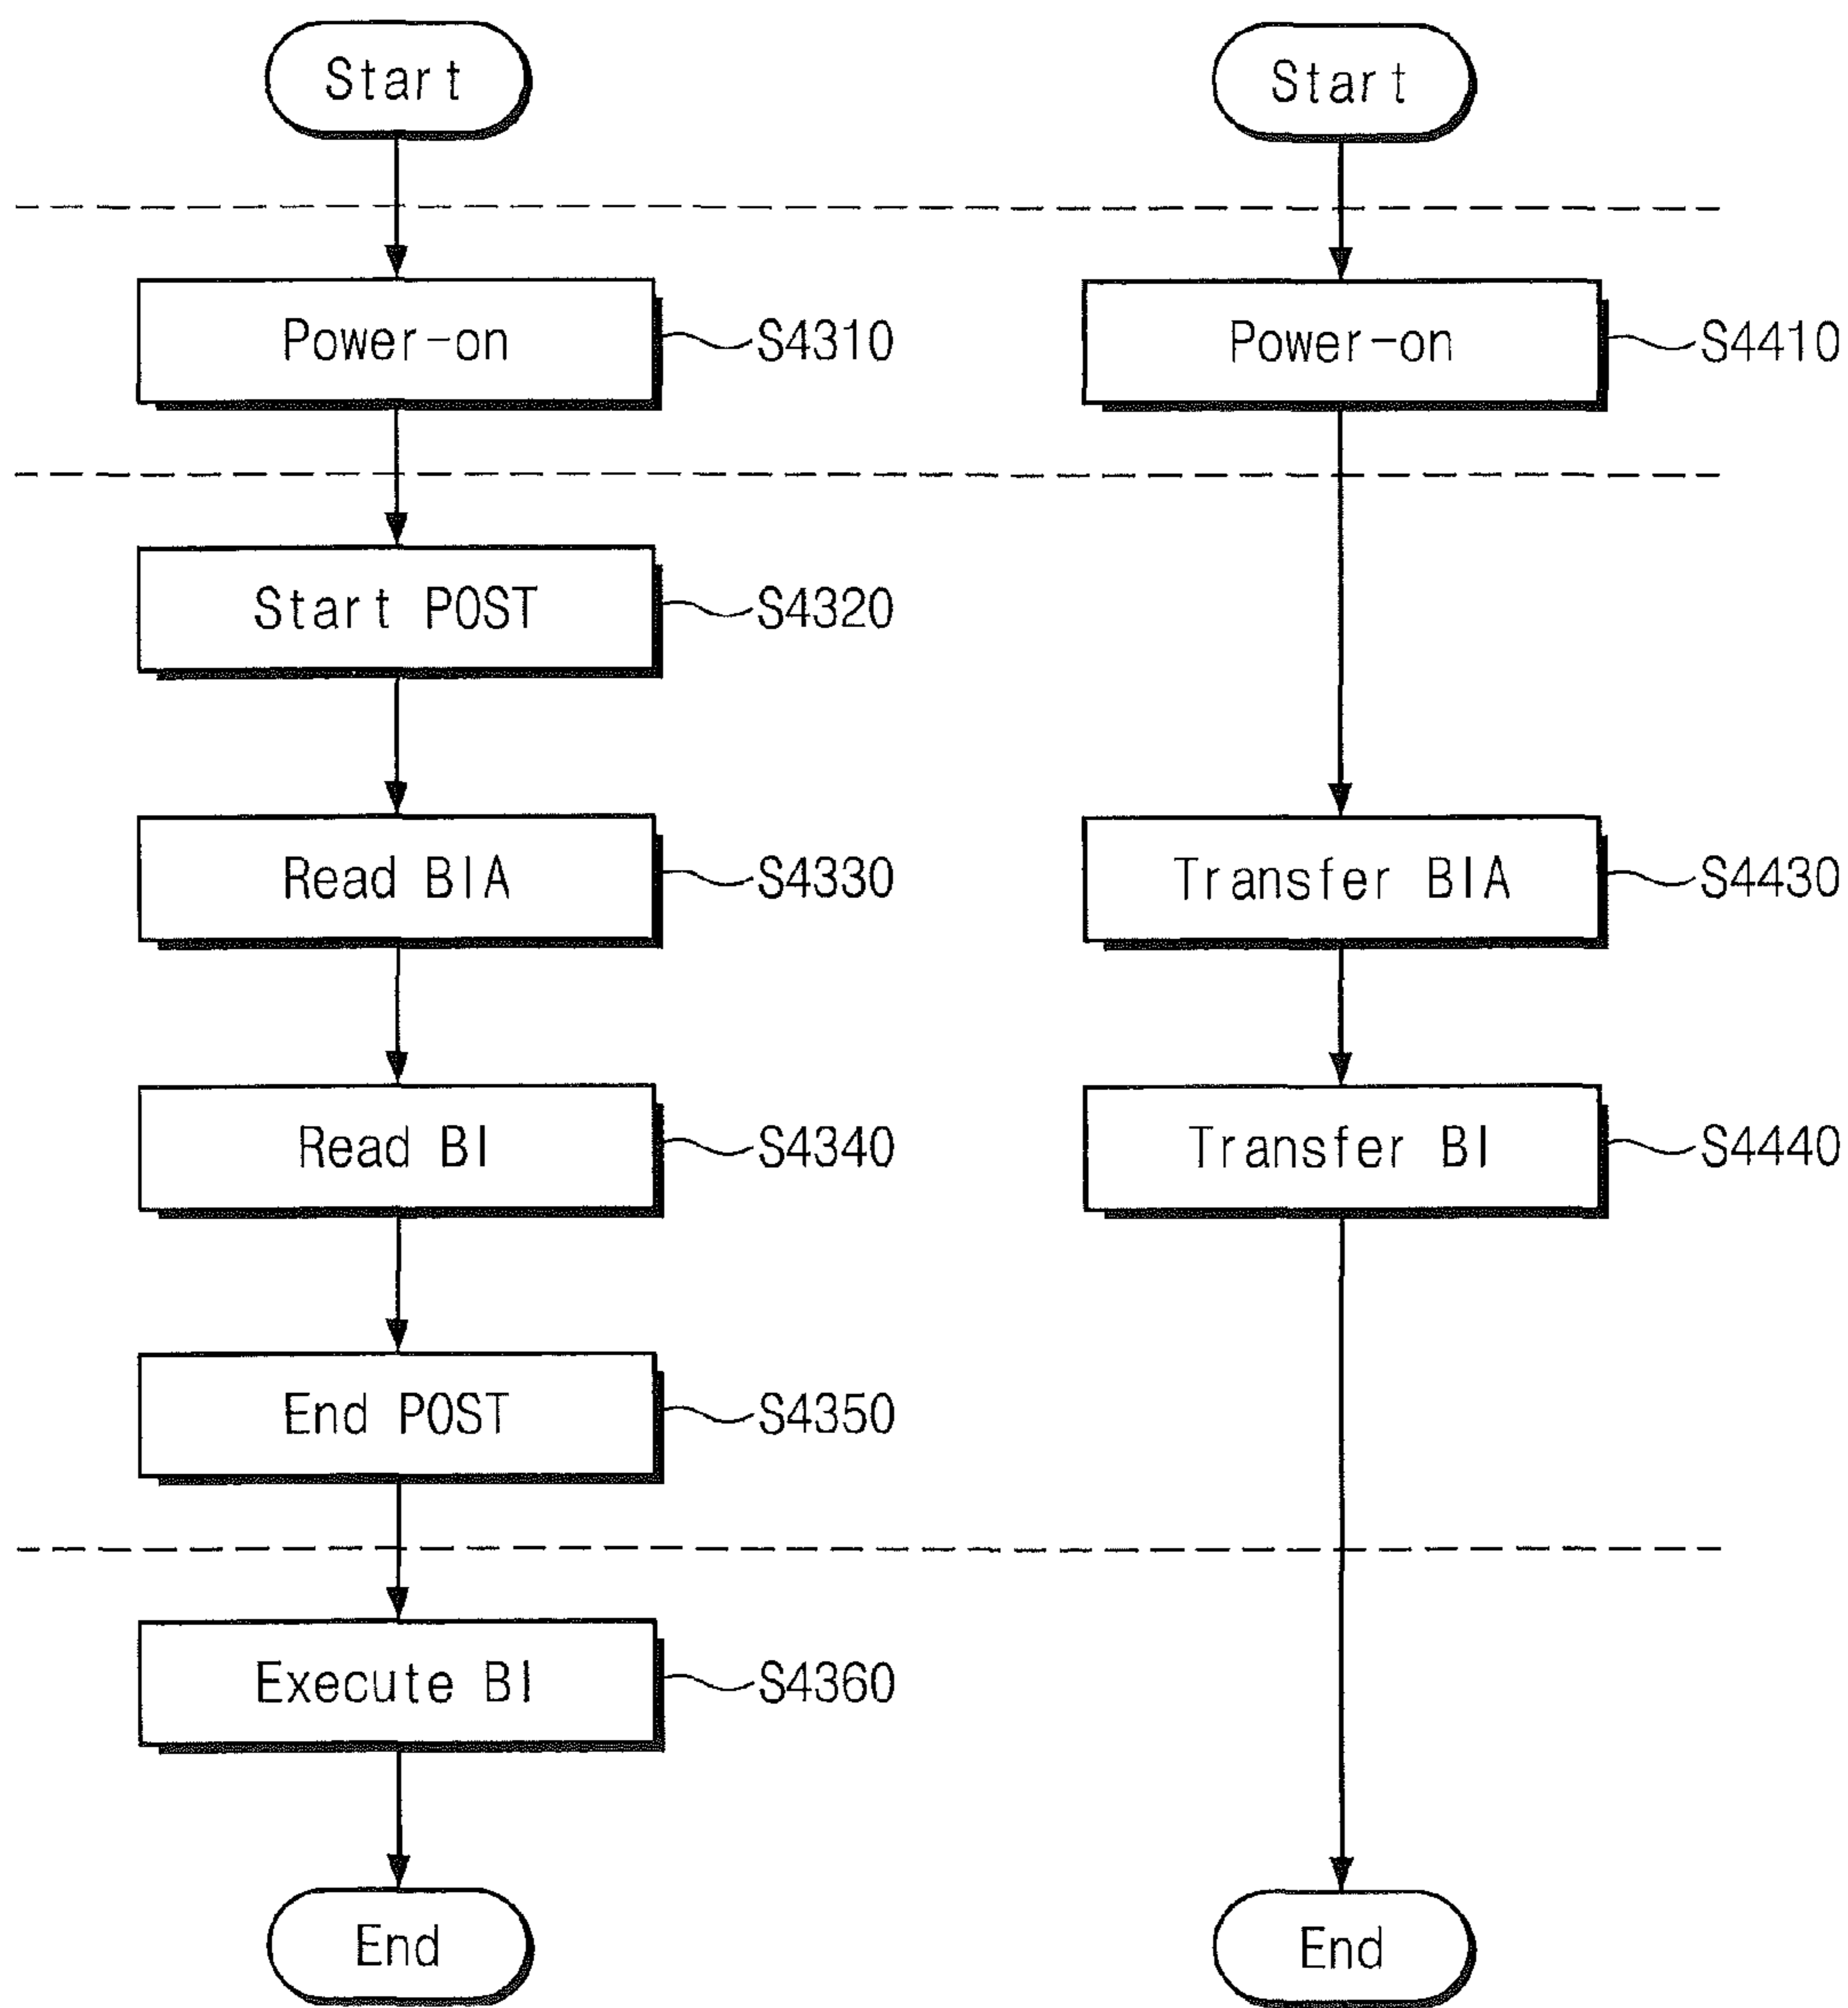 Start
Start
Power-on
S4310
Power-on
S4410
Start POST
S4320
Read BIA
S4330
Transfer BIA
S4430
Read BI
S4340
Transfer BI
S4440
End POST
S4350
Execute BI
S4360
End
End